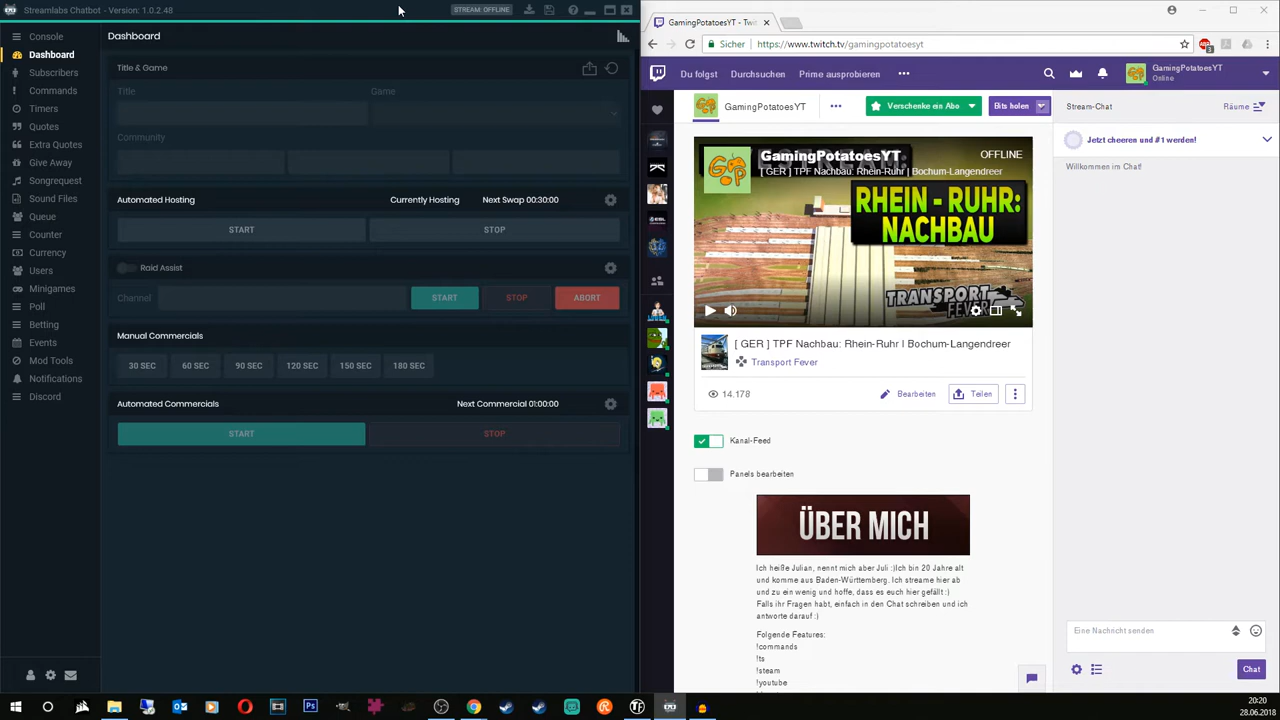 Streamlabs Chatbot - Version: 1.0.2.48
STREAM: OFFLINE
Console
Dashboard
Subscribers
Commands
Timers
Quotes
Extra Quotes
Give Away
Songrequest
Sound Files
Queue
Counter
Currency
Users
Minigames
Poll
Betting
Events
Mod Tools
Notifications
Discord
Dashboard
Title & Game
Title
Game
Community
Automated Hosting
Currently Hosting
Next Swap 00:30:00
START
STOP
Raid Assist
Channel
START
STOP
ABORT
Manual Commercials
30 SEC
60 SEC
90 SEC
120 SEC
150 SEC
180 SEC
Automated Commercials
Next Commercial 01:00:00
START
STOP
GamingPotatoesYT - Twi
Sicher
https://www.twitch.tv/gamingpotatoesyt
3
Du folgst
Durchsuchen
Prime ausprobieren
GamingPotatoesYT
Online
GamingPotatoesYT
Verschenke ein Abo
Bits holen
GamingPotatoesYT
OFFLINE
[ GER ] TPF Nachbau: Rhein-Ruhr | Bochum-Langendreer
RHEIN - RUHR:
NACHBAU
TRANSPORT
FEVER
[ GER ] TPF Nachbau: Rhein-Ruhr | Bochum-Langendreer
Transport Fever
14.178
Bearbeiten
Teilen
Kanal-Feed
Panels bearbeiten
ÜBER MICH
Ich heiße Julian, nennt mich aber Juli :)Ich bin 20 Jahre alt
und komme aus Baden-Württemberg. Ich streame hier ab
und zu ein wenig und hoffe, dass es euch hier gefällt :)
Falls ihr Fragen habt, einfach in den Chat schreiben und ich
antworte darauf :)
Folgende Features:
!commands
!ts
!steam
!youtube
Stream-Chat
Räume
Jetzt cheeren und #1 werden!
Willkommen im Chat!
Eine Nachricht senden
Chat
20:20
28.06.2018